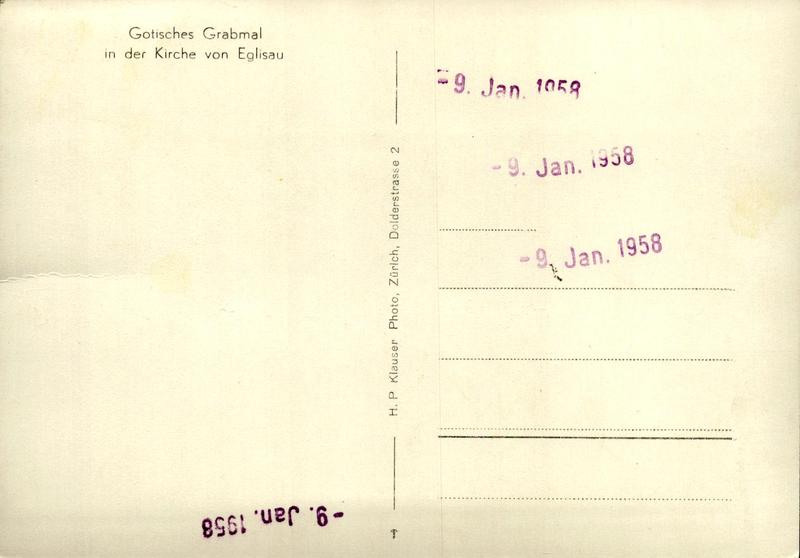 Gotisches Grabmal
in der Kirche von Eglisau
H. P. Klauser Photo, Zürich, Dolderstrasse 2
- 9. Jan. 1958
- 9. Jan. 1958
- 9. Jan. 1958
- 9. Jan. 1958